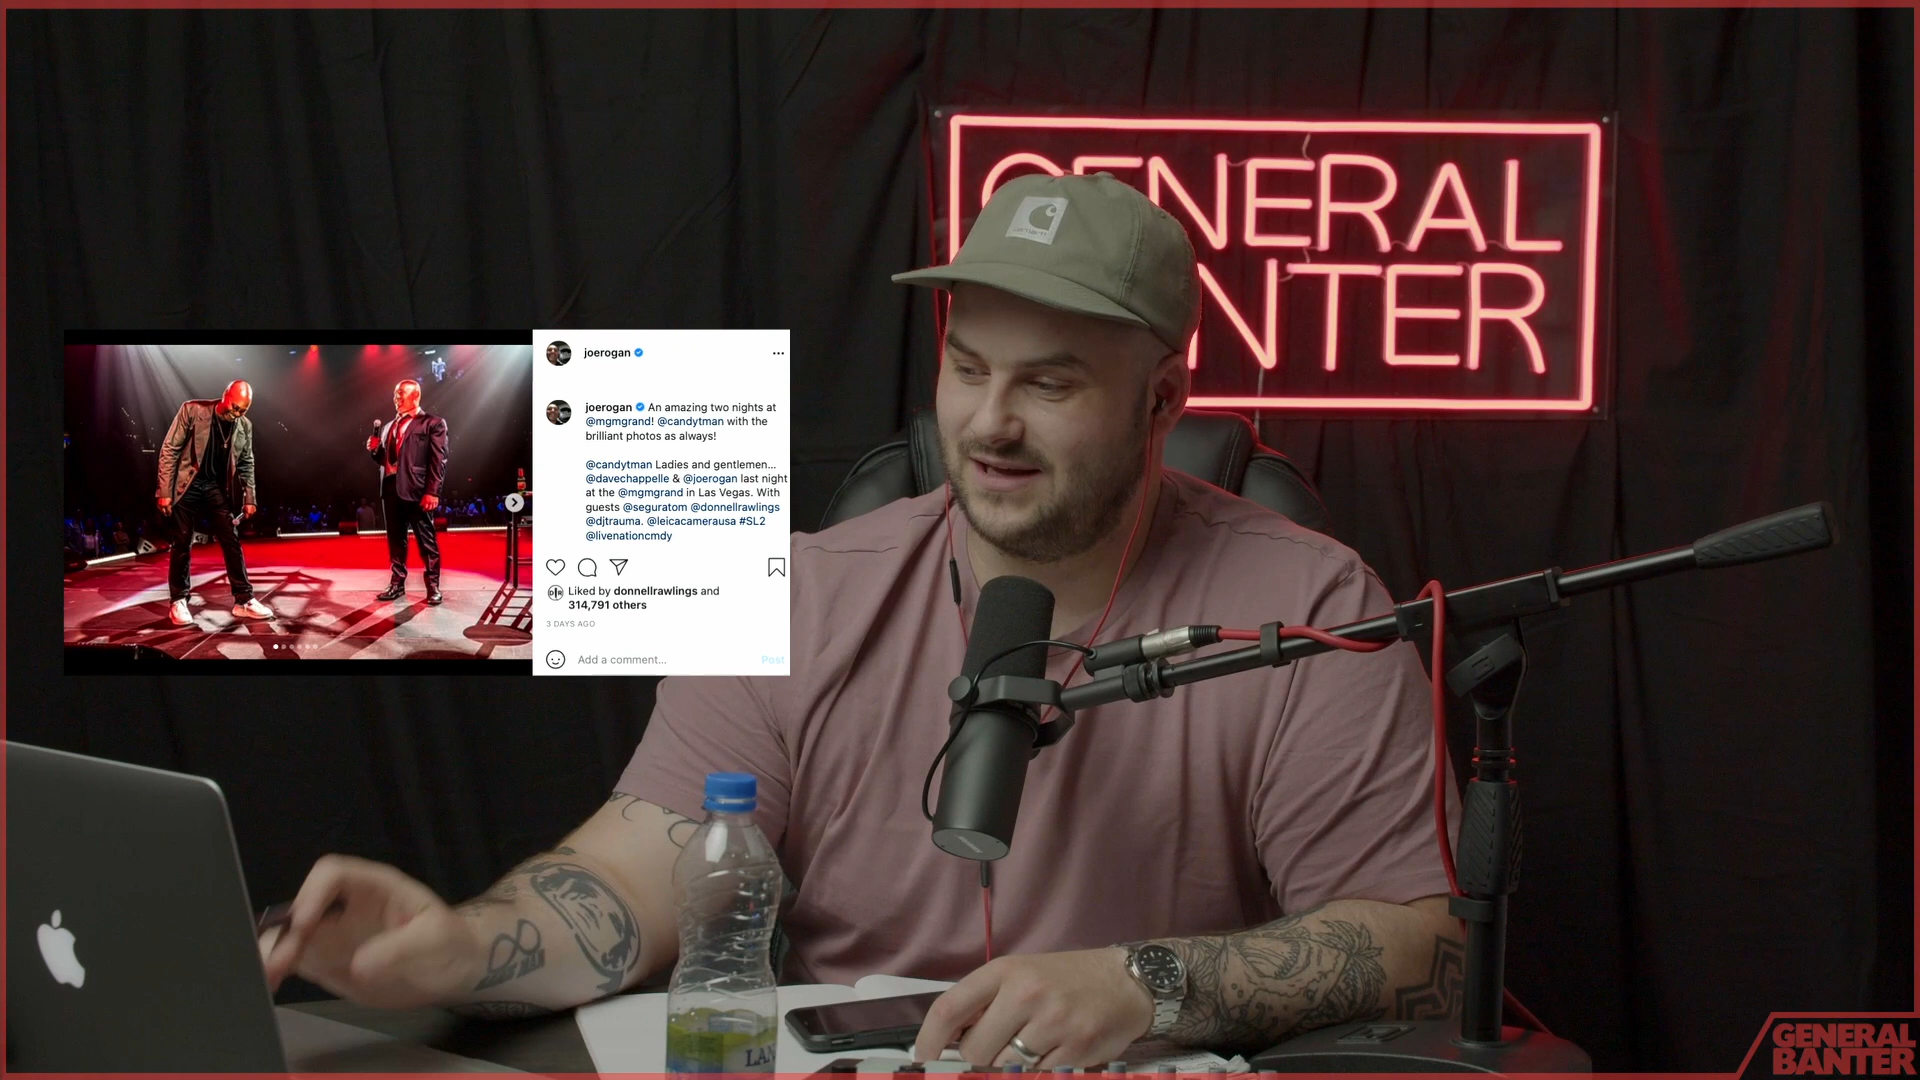 GENERAL
BANTER
joerogan
joerogan An amazing two nights at
@mgmgrand! @candytman with the
brilliant photos as always!
@candytman Ladies and gentlemen...
@davechappelle & @joerogan last night
at the @mgmgrand in Las Vegas. With
guests @seguratom @donnellrawlings
@djtrauma. @leicacamerausa #SL2
@livenationcmdy
Liked by donnellrawlings and
314,791 others
3 DAYS AGO
Add a comment...
Post
LAN
GENERAL
BANTER